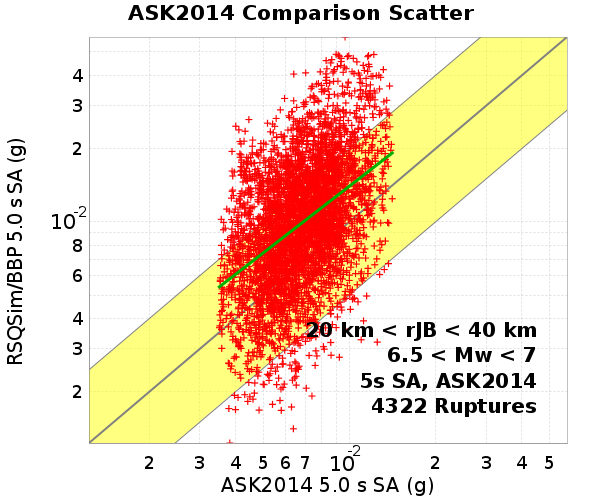 ASK2014 Comparison Scatter
RSQSim/BBP 5.0 s SA (g)
4
3
2
10-2
8
6
4
3
2
20 km < rJB < 40 km
6.5 < Mw < 7
5s SA, ASK2014
4322 Ruptures
2 3 4 5 6 7 10-2 2 3 4 5
ASK2014 5.0 s SA (g)